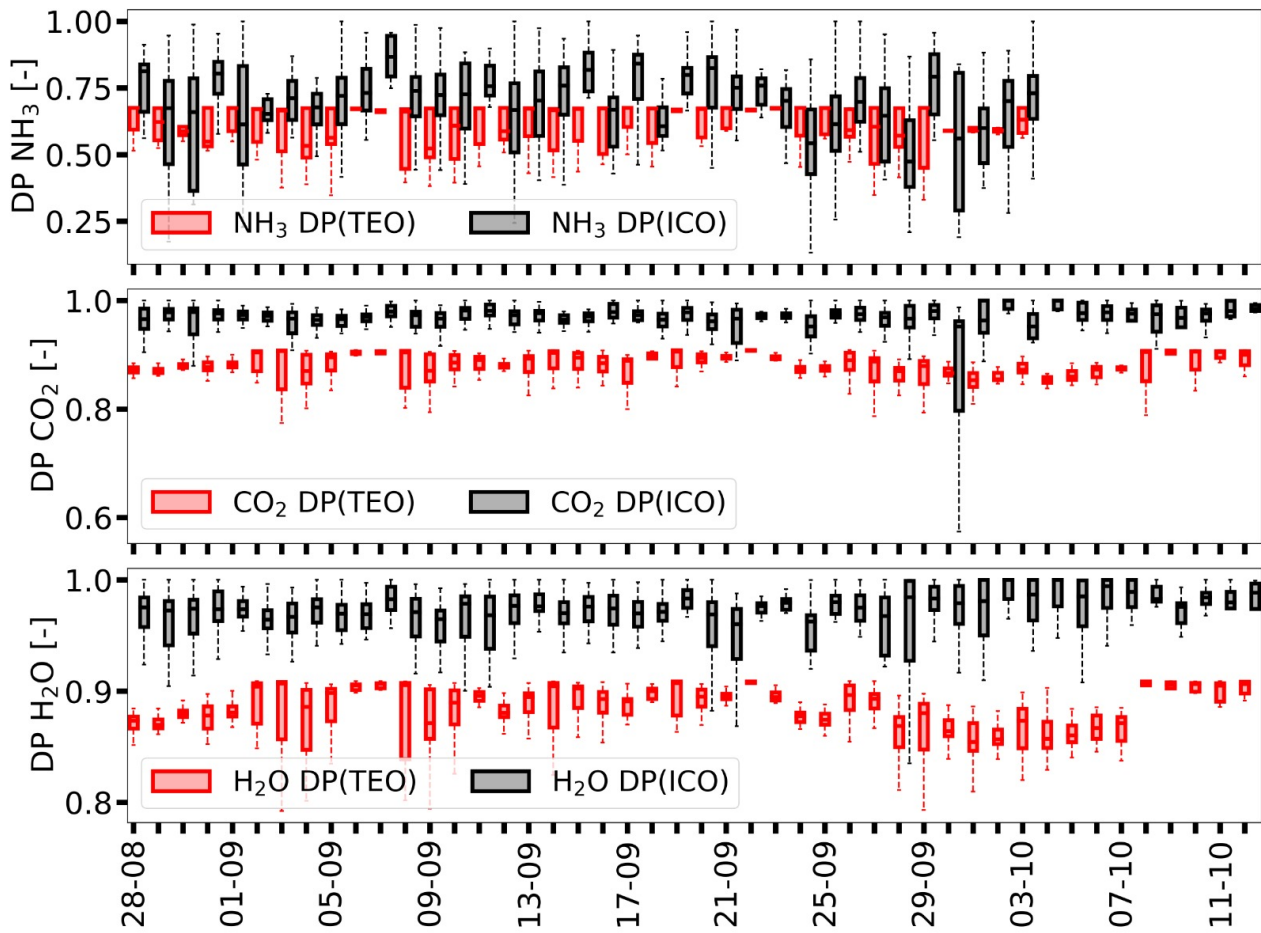 DP NH₃ [-]
1.00
0.75
0.50
0.25
NH₃ DP(TEO)
NH₃ DP(ICO)
DP CO₂ [-]
1.0
0.8
0.6
CO₂ DP(TEO)
CO₂ DP(ICO)
DP H₂O [-]
1.0
0.9
0.8
H₂O DP(TEO)
H₂O DP(ICO)
28-08
01-09
05-09
09-09
13-09
17-09
21-09
25-09
29-09
03-10
07-10
11-10